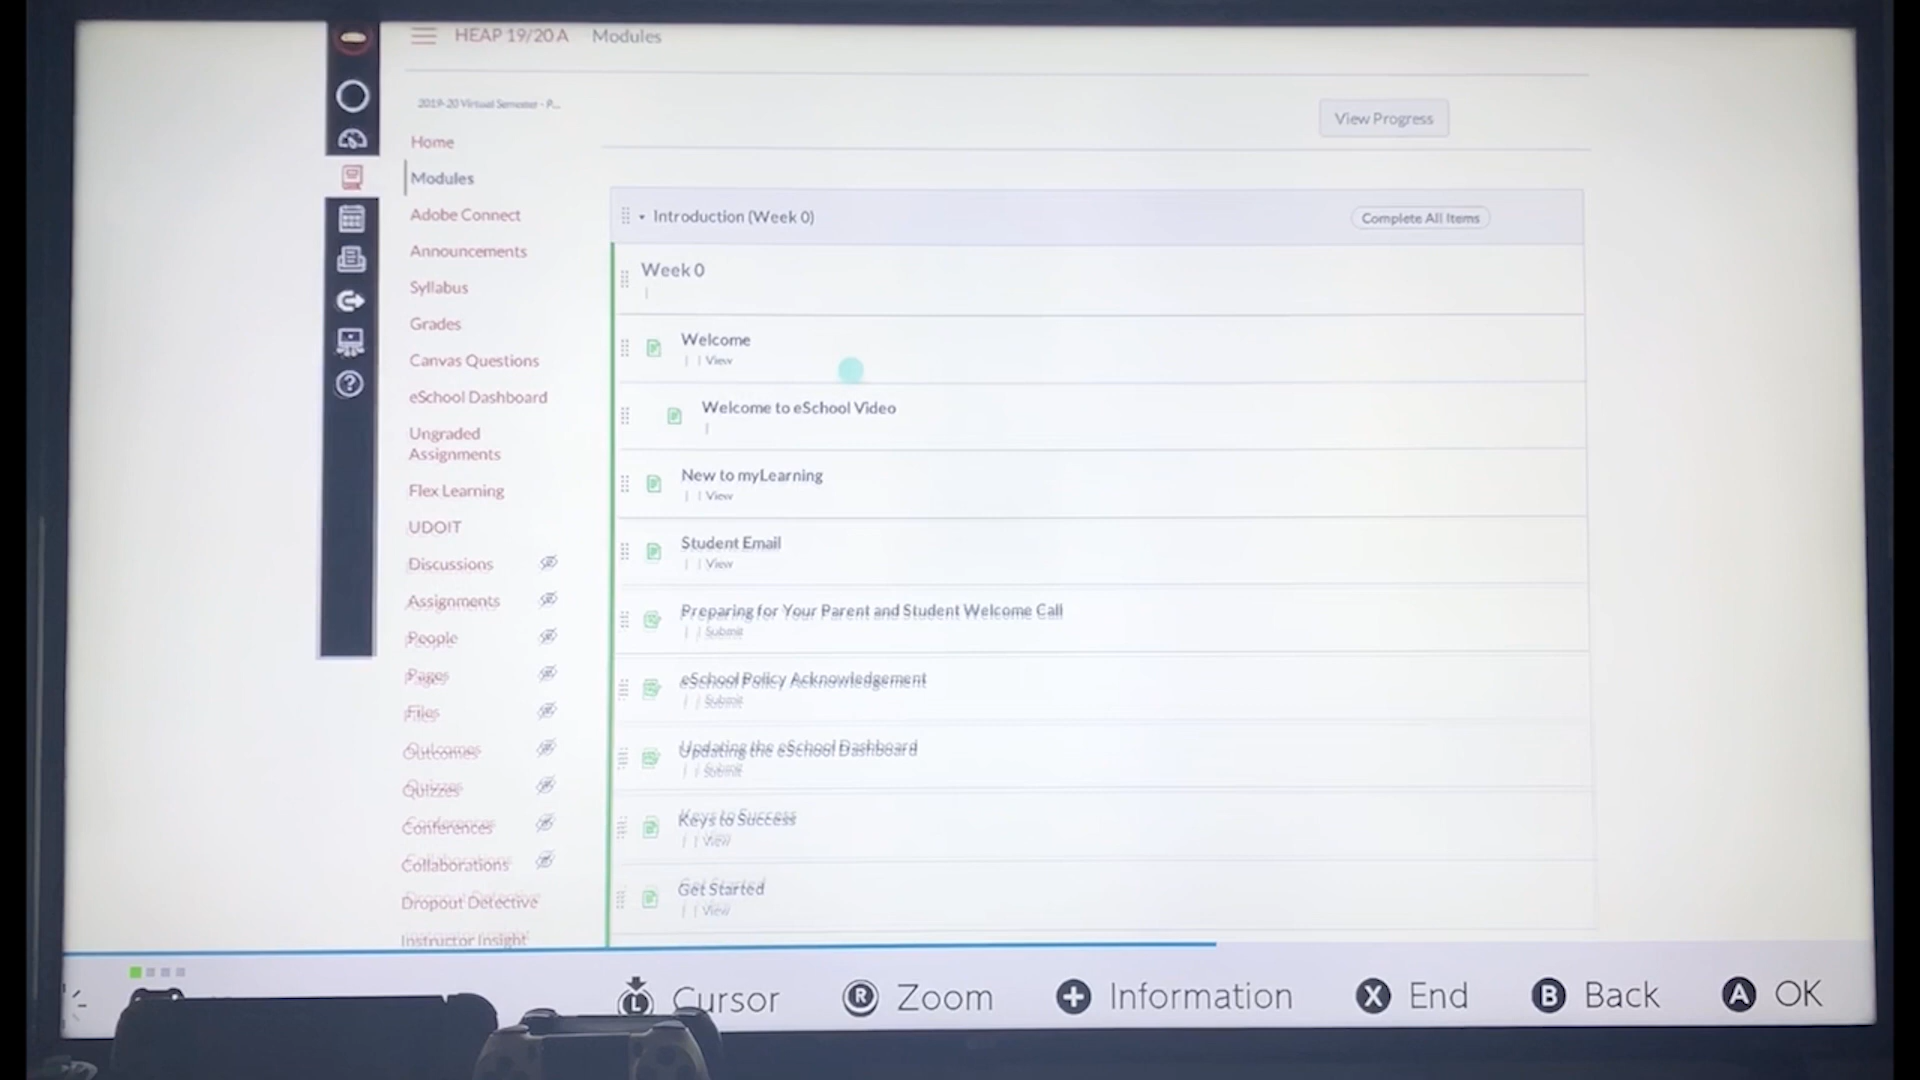 HEAP 19/20 A Modules
2019-20 Virtual Semester - P...
View Progress
Home
Modules
Adobe Connect
Announcements
Syllabus
Grades
Canvas Questions
eSchool Dashboard
Ungraded
Assignments
Flex Learning
UDOIT
Discussions
Assignments
People
Pages
Files
Outcomes
Quizzes
Conferences
Collaborations
Dropout Detective
Instructor Insight
Introduction (Week 0)
Complete All Items
Week 0
Welcome
| | View
Welcome to eSchool Video
New to myLearning
| | View
Student Email
| | View
Preparing for Your Parent and Student Welcome Call
| | Submit
eSchool Policy Acknowledgement
| | Submit
Updating the eSchool Dashboard
| | Submit
Keys to Success
| | View
Get Started
| | View
L Cursor R Zoom + Information X End B Back A OK